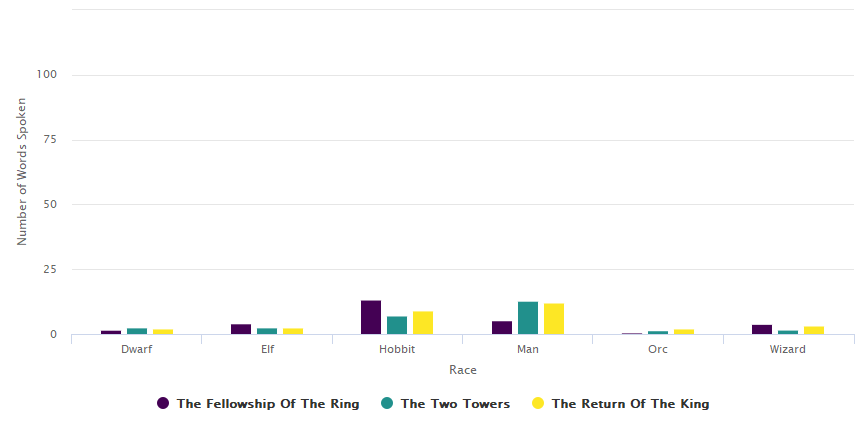 100
75
50
25
0
Number of Words Spoken
Dwarf Elf Hobbit Man Orc Wizard
Race
The Fellowship Of The Ring The Two Towers The Return Of The King